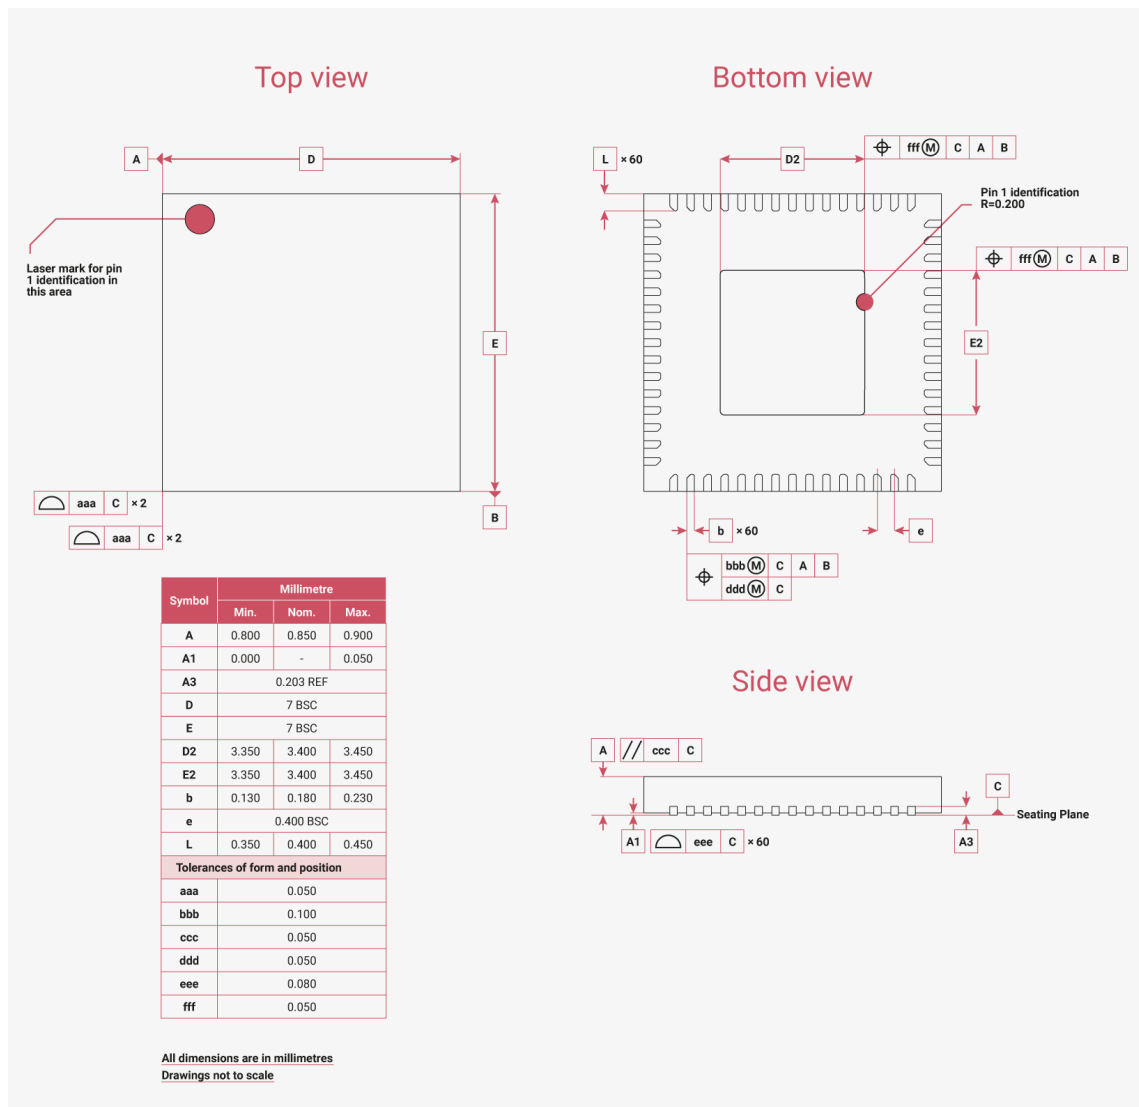 Top view
Bottom view
A
D
L × 60
D2
fff Ⓜ C A B
Pin 1 identification
R=0.200
Laser mark for pin
1 identification in
this area
fff Ⓜ C A B
E
E2
aaa C × 2
B
aaa C × 2
b × 60
e
bbb Ⓜ C A B
ddd Ⓜ C
Symbol Millimetre
Min. Nom. Max.
A 0.800 0.850 0.900
A1 0.000 - 0.050
A3 0.203 REF
D 7 BSC
E 7 BSC
D2 3.350 3.400 3.450
E2 3.350 3.400 3.450
b 0.130 0.180 0.230
e 0.400 BSC
L 0.350 0.400 0.450
Tolerances of form and position
aaa 0.050
bbb 0.100
ccc 0.050
ddd 0.050
eee 0.080
fff 0.050
All dimensions are in millimetres
Drawings not to scale
Side view
A // ccc C
C
Seating Plane
A1 eee C × 60
A3